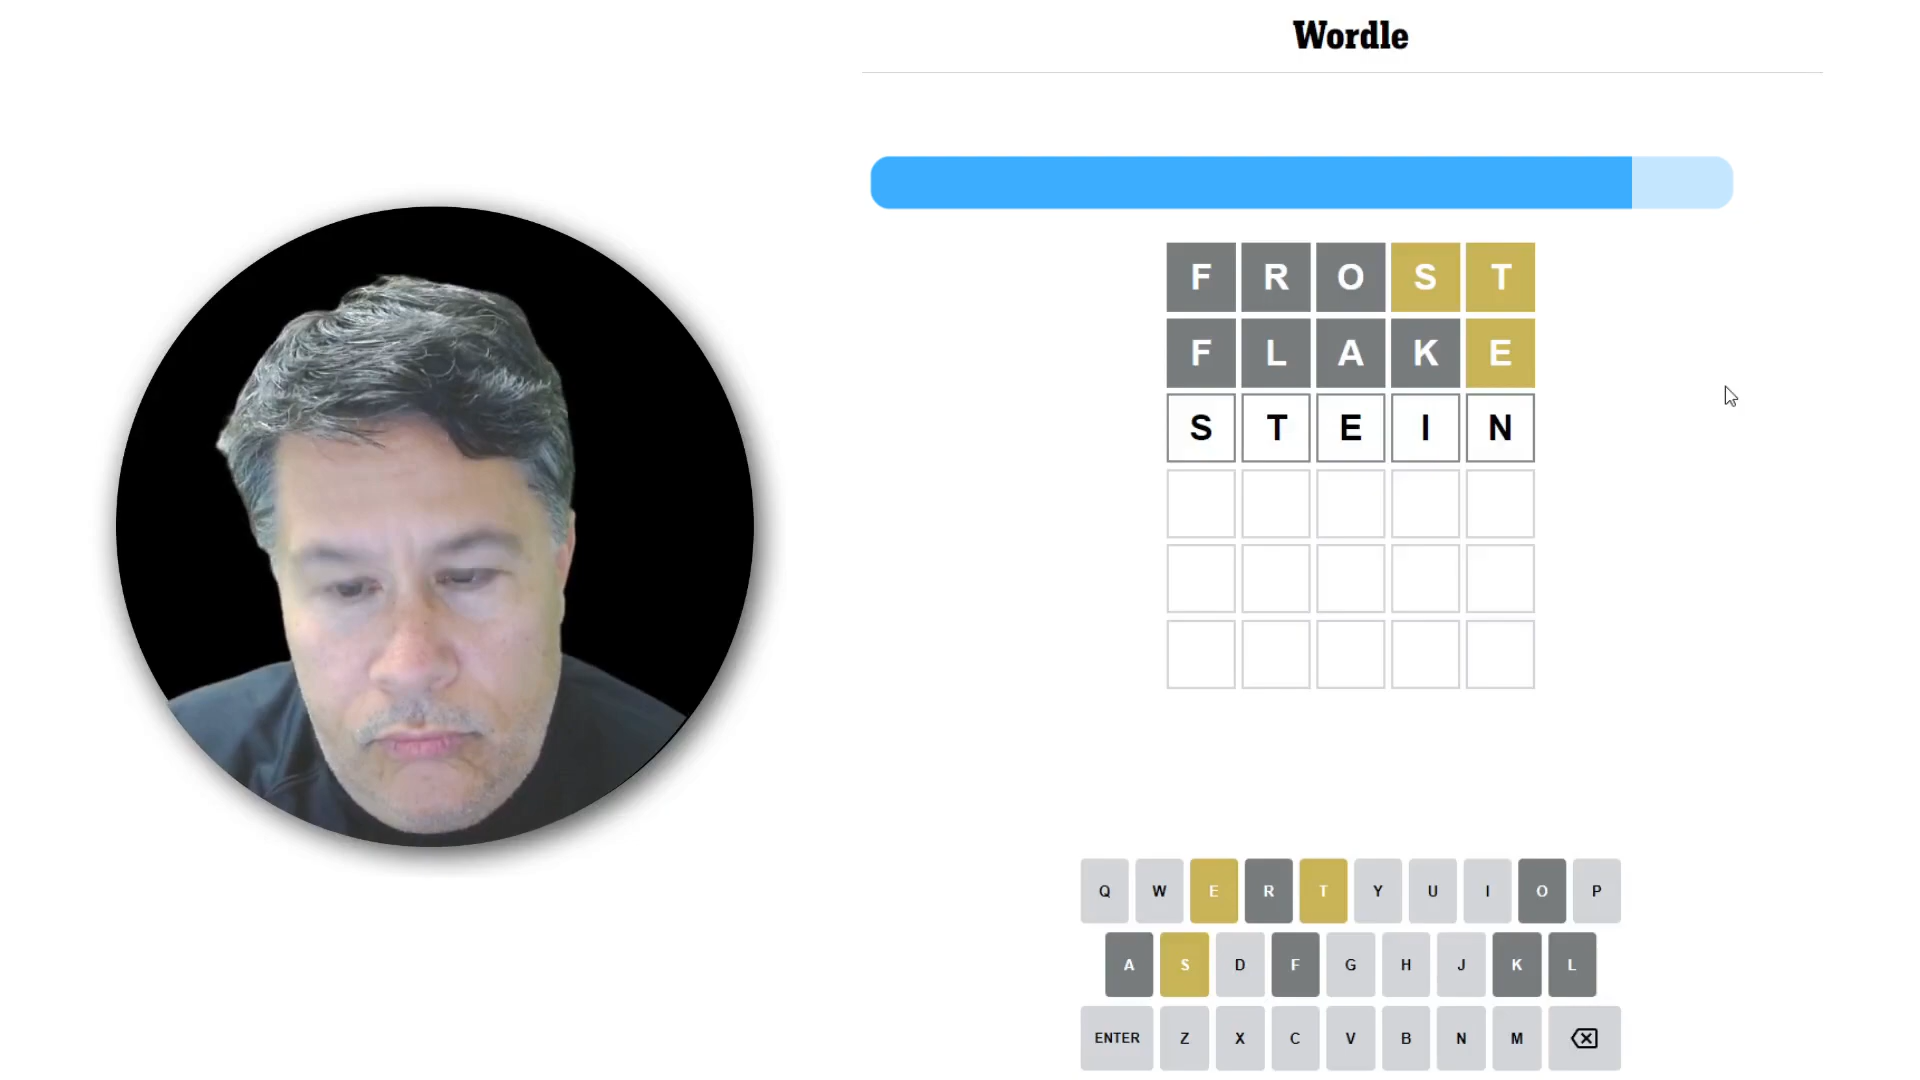 Wordle
F R O S T
F L A K E
S T E I N
Q W E R T Y U I O P
A S D F G H J K L
ENTER Z X C V B N M